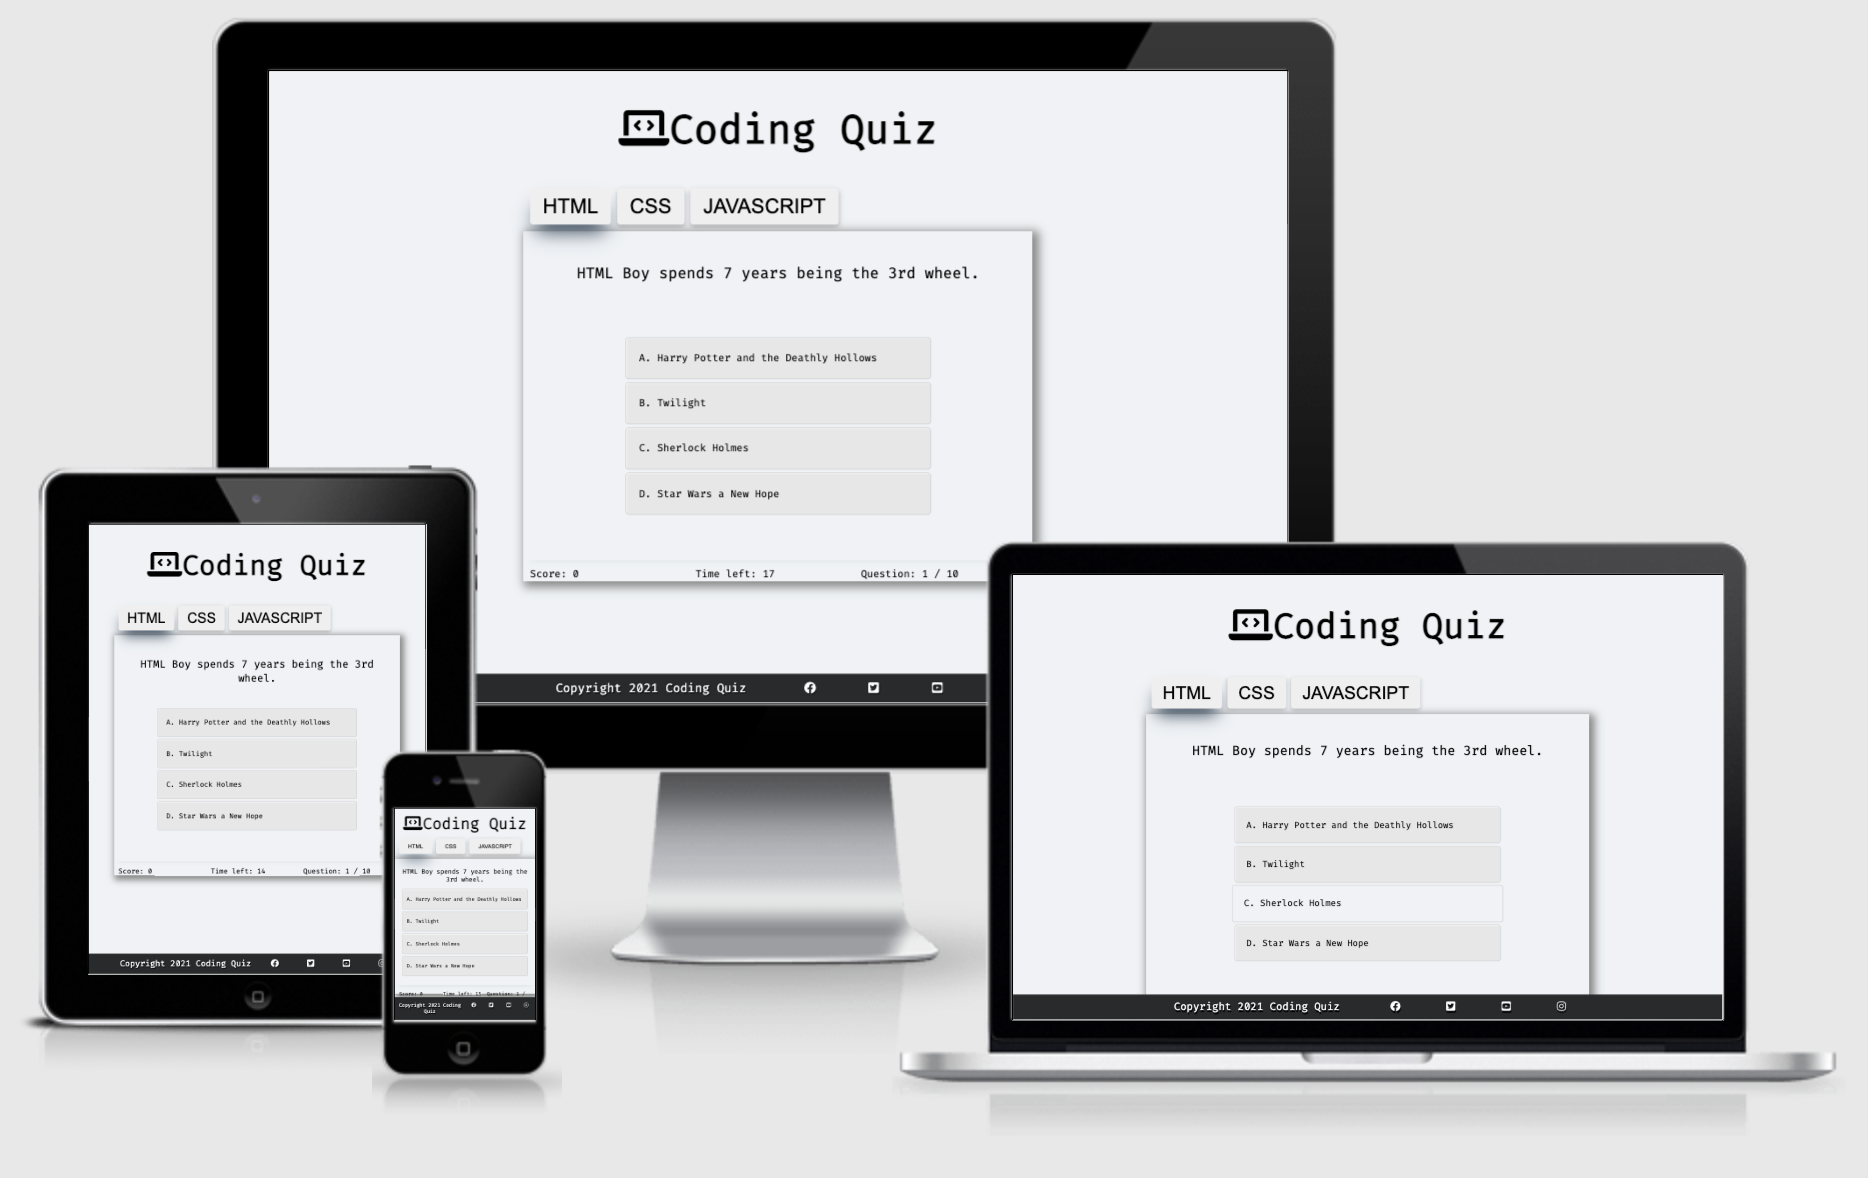 Coding Quiz
HTML CSS JAVASCRIPT
HTML Boy spends 7 years being the 3rd wheel.
A. Harry Potter and the Deathly Hollows
B. Twilight
C. Sherlock Holmes
D. Star Wars a New Hope
Score: 0 Time left: 17 Question: 1 / 10
Copyright 2021 Coding Quiz
Coding Quiz
HTML CSS JAVASCRIPT
HTML Boy spends 7 years being the 3rd
wheel.
A. Harry Potter and the Deathly Hollows
B. Twilight
C. Sherlock Holmes
D. Star Wars a New Hope
Score: 0 Time left: 14 Question: 1 / 10
Copyright 2021 Coding Quiz
Coding Quiz
HTML CSS JAVASCRIPT
HTML Boy spends 7 years being the
3rd wheel.
A. Harry Potter and the Deathly Hollows
B. Twilight
C. Sherlock Holmes
D. Star Wars a New Hope
Score: 0 Time left: Question: 1 /
Copyright 2021 Coding
Quiz
Coding Quiz
HTML CSS JAVASCRIPT
HTML Boy spends 7 years being the 3rd wheel.
A. Harry Potter and the Deathly Hollows
B. Twilight
C. Sherlock Holmes
D. Star Wars a New Hope
Copyright 2021 Coding Quiz